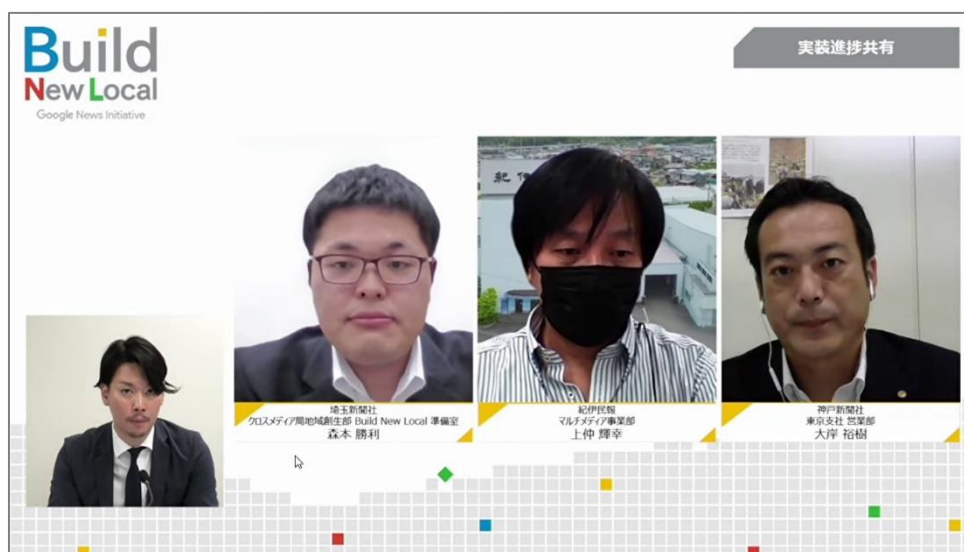 Build
New Local
Google News Initiative
実装進捗共有
紀伊
埼玉新聞社
クロスメディア局地域創生部 Build New Local 準備室
森本 勝利
紀伊民報
マルチメディア事業部
上仲 輝幸
神戸新聞社
東京支社 営業部
大岸 裕樹